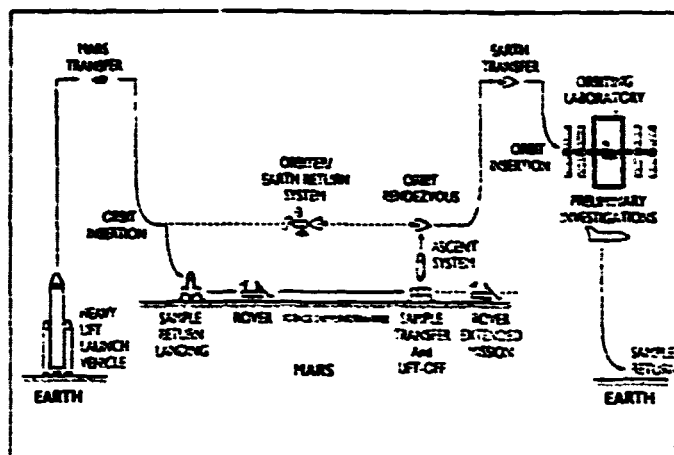 MARS
TRANSFER
EARTH
TRANSFER
ORBITING
LABORATORY
ORBIT
INSERTION
ORBITER/
EARTH RETURN
SYSTEM
ORBIT
RENDEZVOUS
PRELIMINARY
INVESTIGATIONS
ORBIT
INSERTION
ASCENT
SYSTEM
HEAVY
LIFT
LAUNCH
VEHICLE
SAMPLE
RETURN
LANDING
ROVER
SAMPLE
TRANSFER
And
LIFT-OFF
ROVER
EXTENDED
MISSION
SAMPLE
RETURN
EARTH
MARS
EARTH